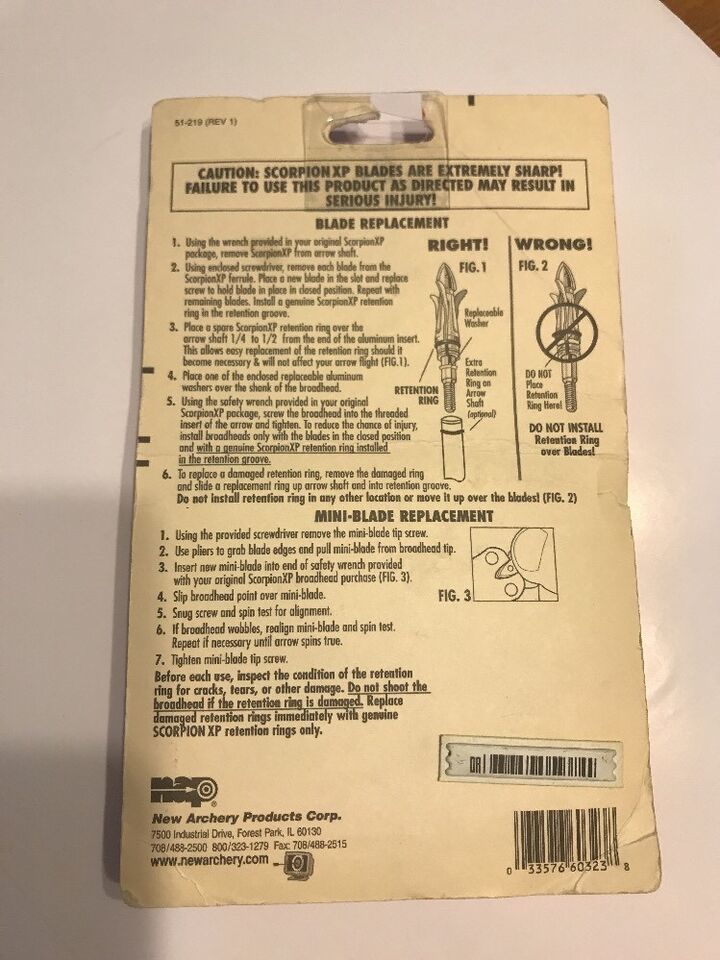 51-219 (REV 1)
CAUTION: SCORPION XP BLADES ARE EXTREMELY SHARP!
FAILURE TO USE THIS PRODUCT AS DIRECTED MAY RESULT IN
SERIOUS INJURY!
BLADE REPLACEMENT
1. Using the wrench provided in your original ScorpionXP
package, remove ScorpionXP from arrow shaft.
2. Using enclosed screwdriver, remove each blade from the
ScorpionXP ferrule. Place a new blade in the slot and replace
screw to hold blade in place in closed position. Repeat with
remaining blades. Install a genuine ScorpionXP retention
ring in the retention groove.
3. Place a spare ScorpionXP retention ring over the
arrow shaft 1/4 to 1/2 from the end of the aluminum insert.
This allows easy replacement of the retention ring should it
become necessary & will not affect your arrow flight (FIG.1).
4. Place one of the enclosed replaceable aluminum
washers over the shank of the broadhead.
5. Using the safety wrench provided in your original
ScorpionXP package, screw the broadhead into the threaded
insert of the arrow and tighten. To reduce the chance of injury,
install broadheads only with the blades in the closed position
and with a genuine ScorpionXP retention ring installed
in the retention groove.
6. To replace a damaged retention ring, remove the damaged ring
and slide a replacement ring up arrow shaft and into retention groove.
Do not install retention ring in any other location or move it up over the blades! (FIG. 2)
RIGHT!
FIG. 1
Replaceable
Washer
RETENTION
RING
Extra
Retention
Ring on
Arrow
Shaft
(optional)
WRONG!
FIG. 2
DO NOT
Place
Retention
Ring Here!
DO NOT INSTALL
Retention Ring
over Blades!
MINI-BLADE REPLACEMENT
1. Using the provided screwdriver remove the mini-blade tip screw.
2. Use pliers to grab blade edges and pull mini-blade from broadhead tip.
3. Insert new mini-blade into end of safety wrench provided
with your original ScorpionXP broadhead purchase (FIG. 3).
4. Slip broadhead point over mini-blade.
5. Snug screw and spin test for alignment.
6. If broadhead wobbles, realign mini-blade and spin test.
Repeat if necessary until arrow spins true.
7. Tighten mini-blade tip screw.
FIG. 3
Before each use, inspect the condition of the retention
ring for cracks, tears, or other damage. Do not shoot the
broadhead if the retention ring is damaged. Replace
damaged retention rings immediately with genuine
SCORPION XP retention rings only.
DR
nap®
New Archery Products Corp.
7500 Industrial Drive, Forest Park, IL 60130
708/488-2500 800/323-1279 Fax: 708/488-2515
www.newarchery.com
0 33576 60323 8